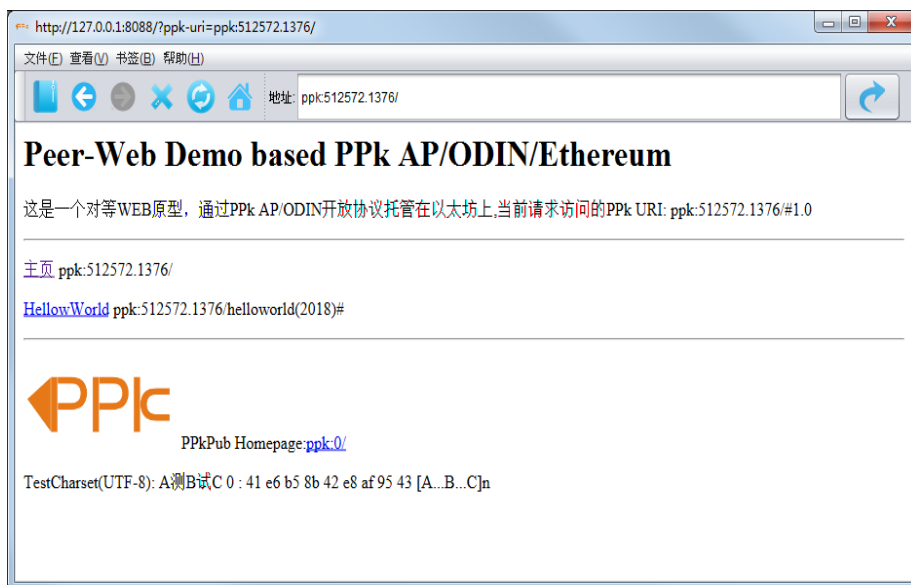 http://127.0.0.1:8088/?ppk-uri=ppk:512572.1376/
文件(F) 查看(V) 书签(B) 帮助(H)
地址: ppk:512572.1376/
Peer-Web Demo based PPk AP/ODIN/Ethereum
这是一个对等WEB原型，通过PPk AP/ODIN开放协议托管在以太坊上,当前请求访问的PPk URI: ppk:512572.1376/#1.0
主页 ppk:512572.1376/
HellowWorld ppk:512572.1376/helloworld(2018)#
PPk
PPkPub Homepage:ppk:0/
TestCharset(UTF-8): A测B试C 0 : 41 e6 b5 8b 42 e8 af 95 43 [A...B...C]n